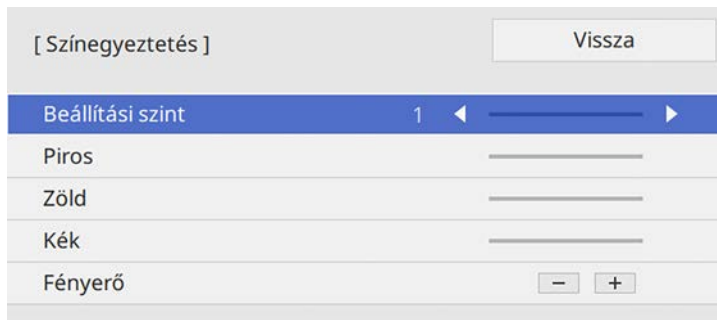 [ Színegyeztetés ]
Vissza
Beállítási szint 1
Piros
Zöld
Kék
Fényerő − +